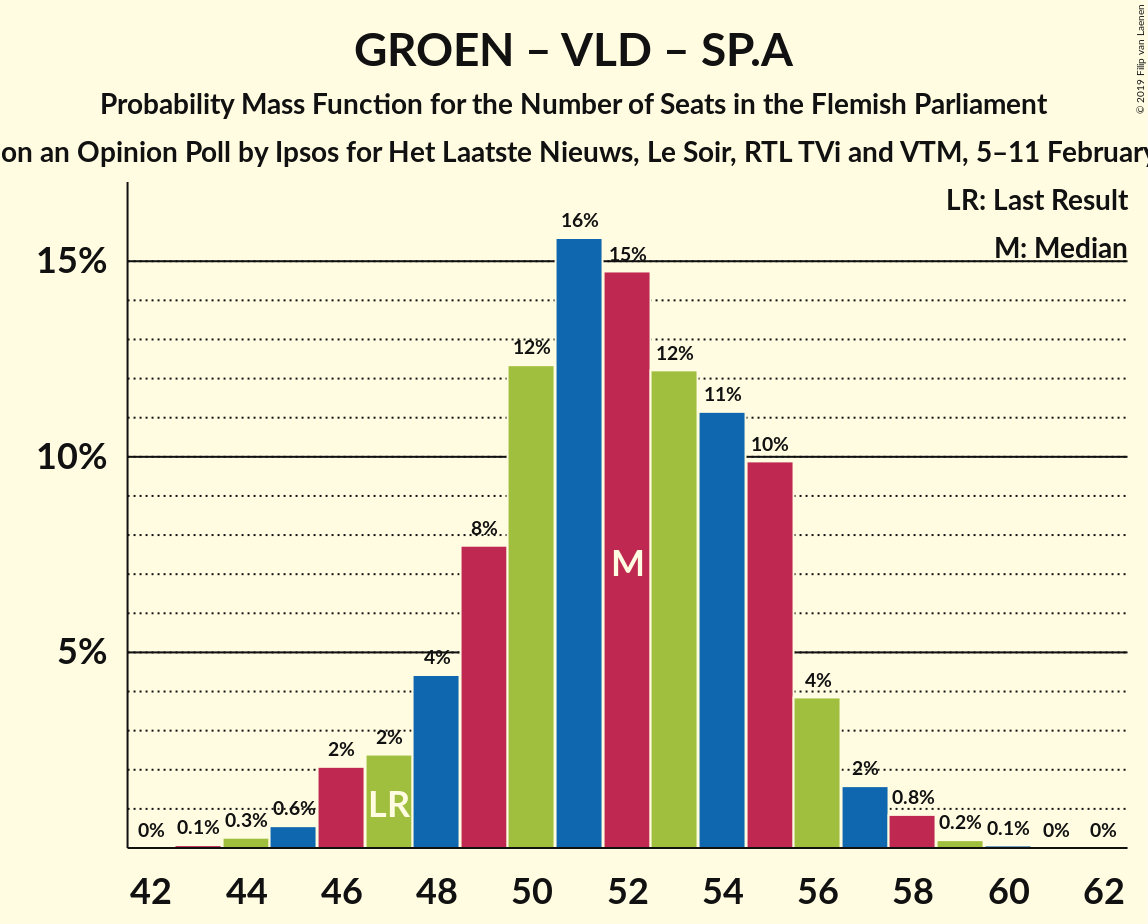 GROEN – VLD – SP.A
Probability Mass Function for the Number of Seats in the Flemish Parliament
on an Opinion Poll by Ipsos for Het Laatste Nieuws, Le Soir, RTL TVi and VTM, 5–11 February
© 2019 Filip van Laenen
LR: Last Result
M: Median
15%
10%
5%
0%
0.1%
0.3%
0.6%
2%
2%
4%
8%
12%
16%
15%
12%
11%
10%
4%
2%
0.8%
0.2%
0.1%
0%
0%
LR
M
42 44 46 48 50 52 54 56 58 60 62